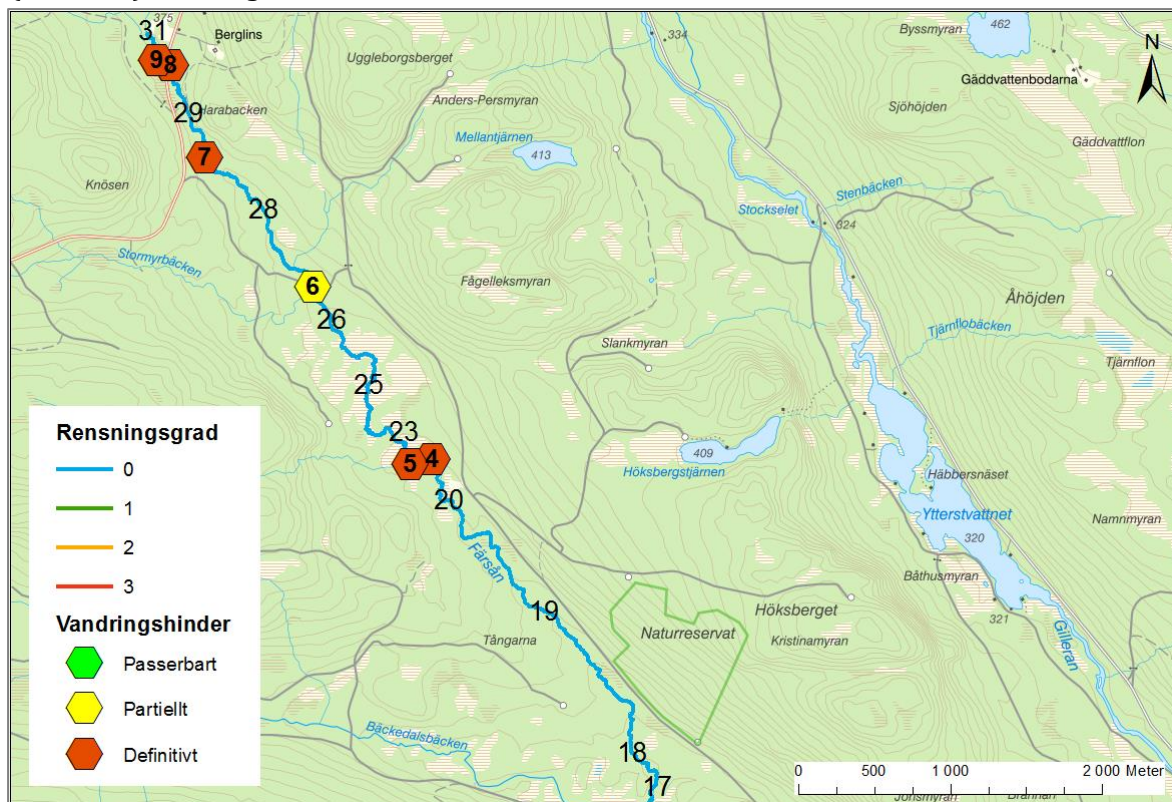 31
375
Berglins
9
8
Uggleborgsberget
334
Byssmyran
462
Gäddvattenbodarna
N
29
Harabacken
Anders-Persmyran
Sjöhöjden
Mellantjärnen
413
Gäddvattflon
7
Knösen
28
Stockselet
Stenbäcken
324
Stormyrbäcken
6
Fågelleksmyran
Åhöjden
26
Slankmyran
Tjärnflobäcken
Tjärnflon
25
23
5
4
409
Höksbergstjärnen
Häbbersnäset
20
Ytterstvattnet
320
Namnmyran
Färsån
Båthusmyran
19
Höksberget
321
Naturreservat
Kristinamyran
Tångarna
Gilleran
Bäckedalsbäcken
18
17
Rensningsgrad
0
1
2
3
Vandringshinder
Passerbart
Partiellt
Definitivt
0 500 1 000 2 000 Meter